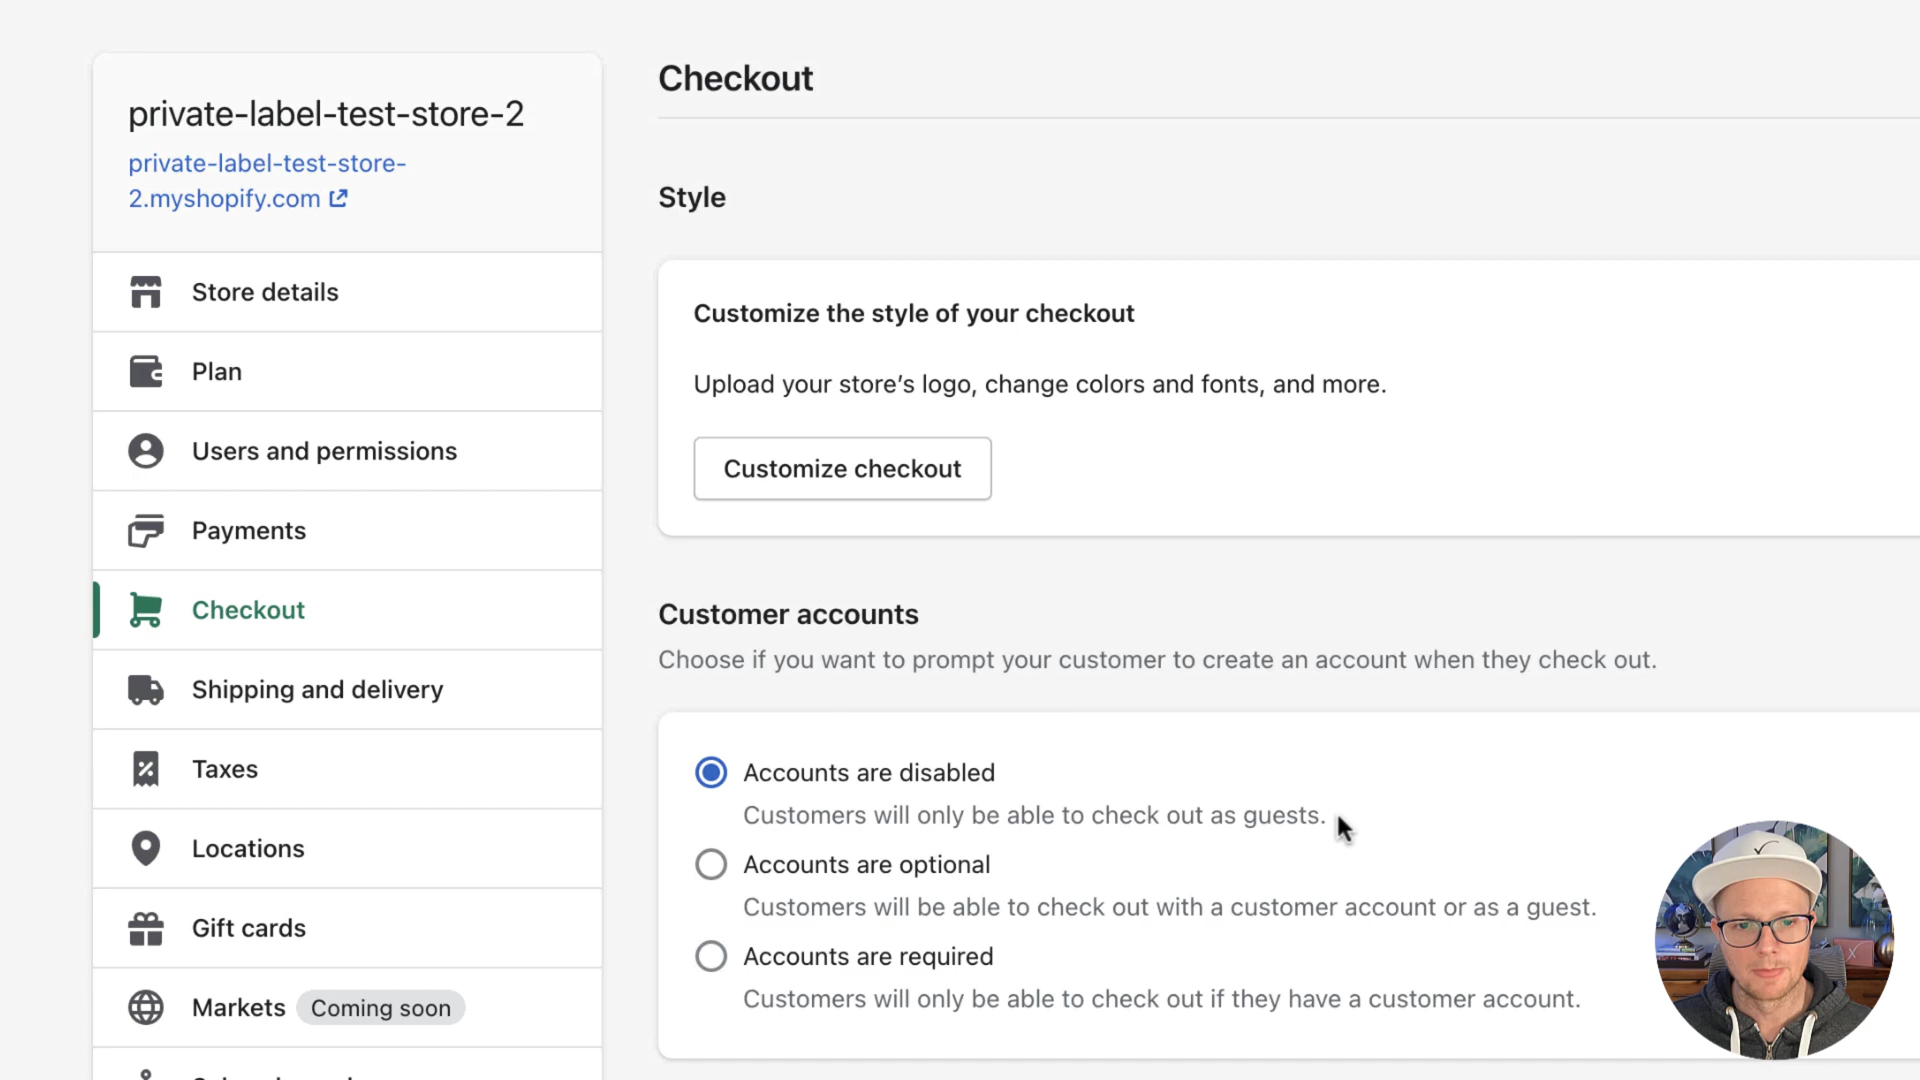 private-label-test-store-2
private-label-test-store-
2.myshopify.com
Store details
Plan
Users and permissions
Payments
Checkout
Shipping and delivery
Taxes
Locations
Gift cards
Markets Coming soon
Checkout
Style
Customize the style of your checkout
Upload your store’s logo, change colors and fonts, and more.
Customize checkout
Customer accounts
Choose if you want to prompt your customer to create an account when they check out.
Accounts are disabled
Customers will only be able to check out as guests.
Accounts are optional
Customers will be able to check out with a customer account or as a guest.
Accounts are required
Customers will only be able to check out if they have a customer account.